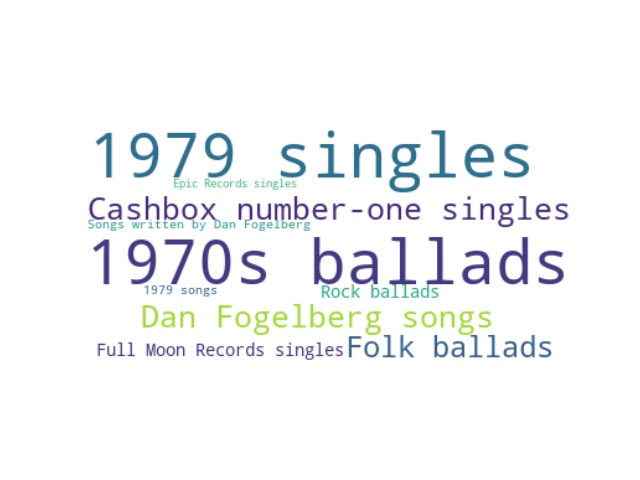 1979 singles
Epic Records singles
Cashbox number-one singles
Songs written by Dan Fogelberg
1970s ballads
1979 songs
Rock ballads
Dan Fogelberg songs
Full Moon Records singles
Folk ballads